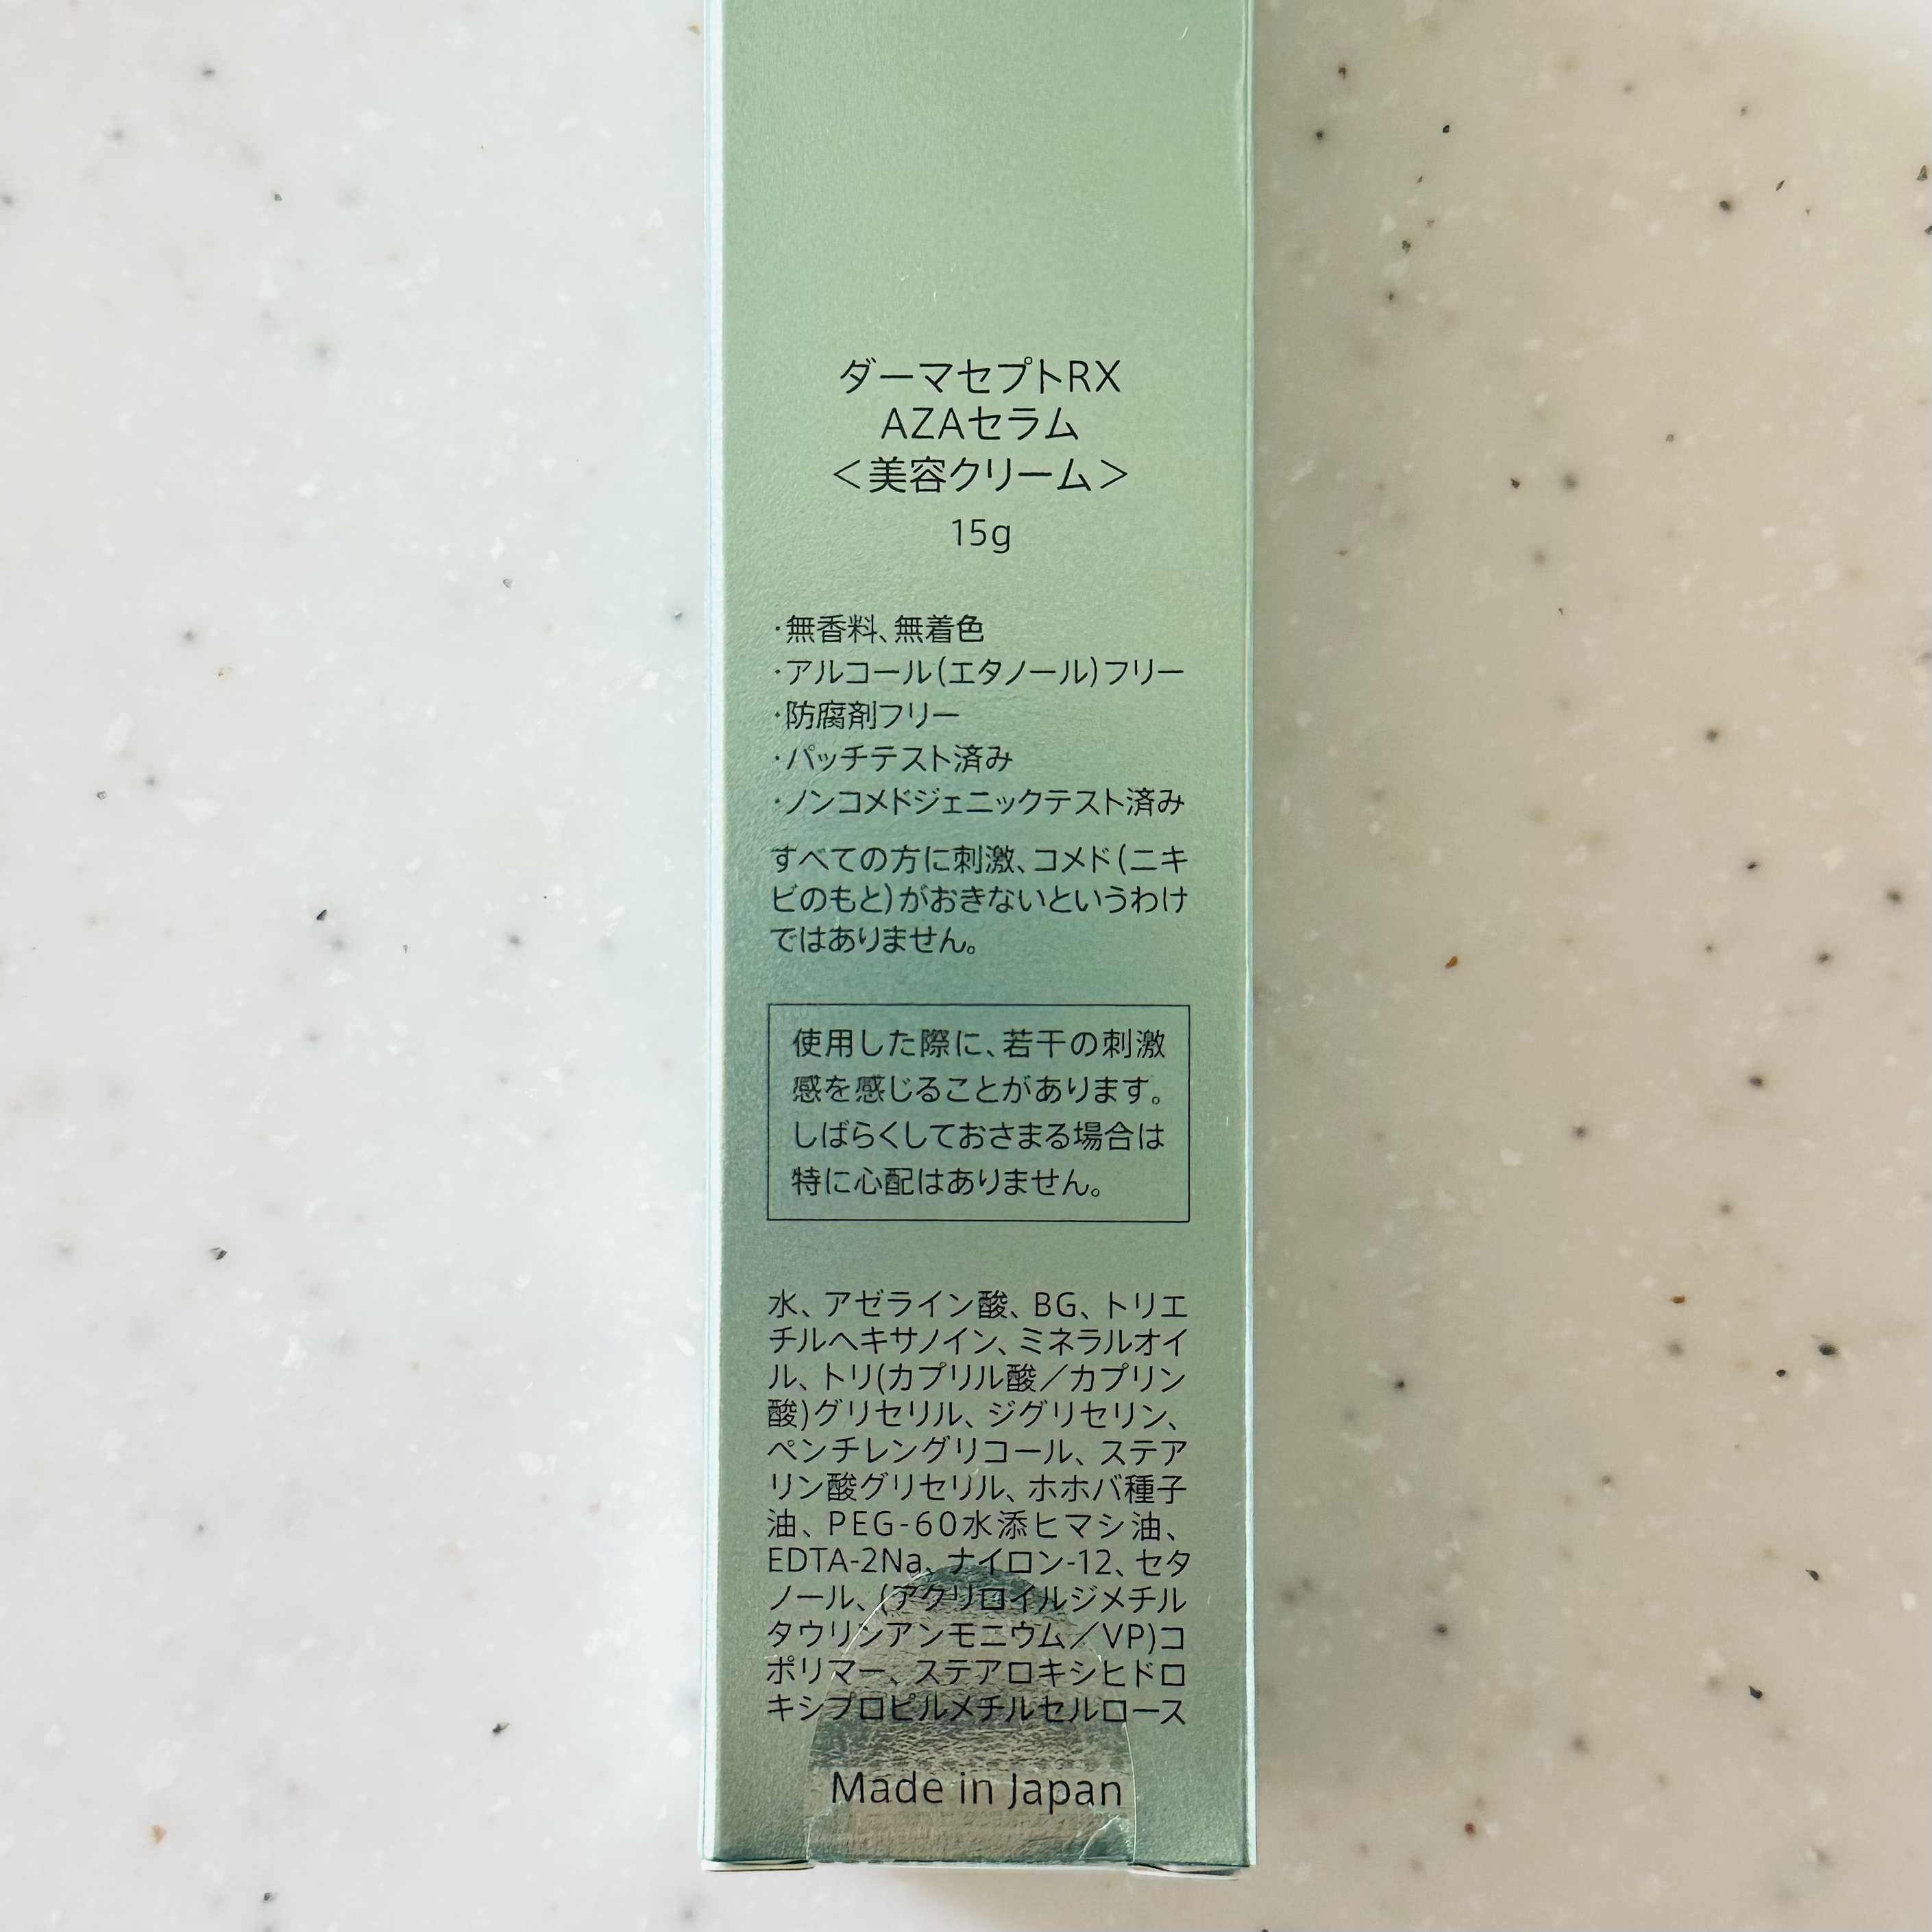 ダーマセプトRX
AZAセラム
＜美容クリーム＞
15g
・無香料、無着色
・アルコール(エタノール)フリー
・防腐剤フリー
・パッチテスト済み
・ノンコメドジェニックテスト済み
すべての方に刺激、コメド(ニキ
ビのもと)がおきないというわけ
ではありません。
使用した際に、若干の刺激
感を感じることがあります。
しばらくしておさまる場合は
特に心配はありません。
水、アゼライン酸、BG、トリエ
チルヘキサノイン、ミネラルオイ
ル、トリ(カプリル酸／カプリン
酸)グリセリル、ジグリセリン、
ペンチレングリコール、ステア
リン酸グリセリル、ホホバ種子
油、PEG-60水添ヒマシ油、
EDTA-2Na、ナイロン-12、セタ
ノール、(アクリロイルジメチル
タウリンアンモニウム／VP)コ
ポリマー、ステアロキシヒドロ
キシプロピルメチルセルロース
Made in Japan